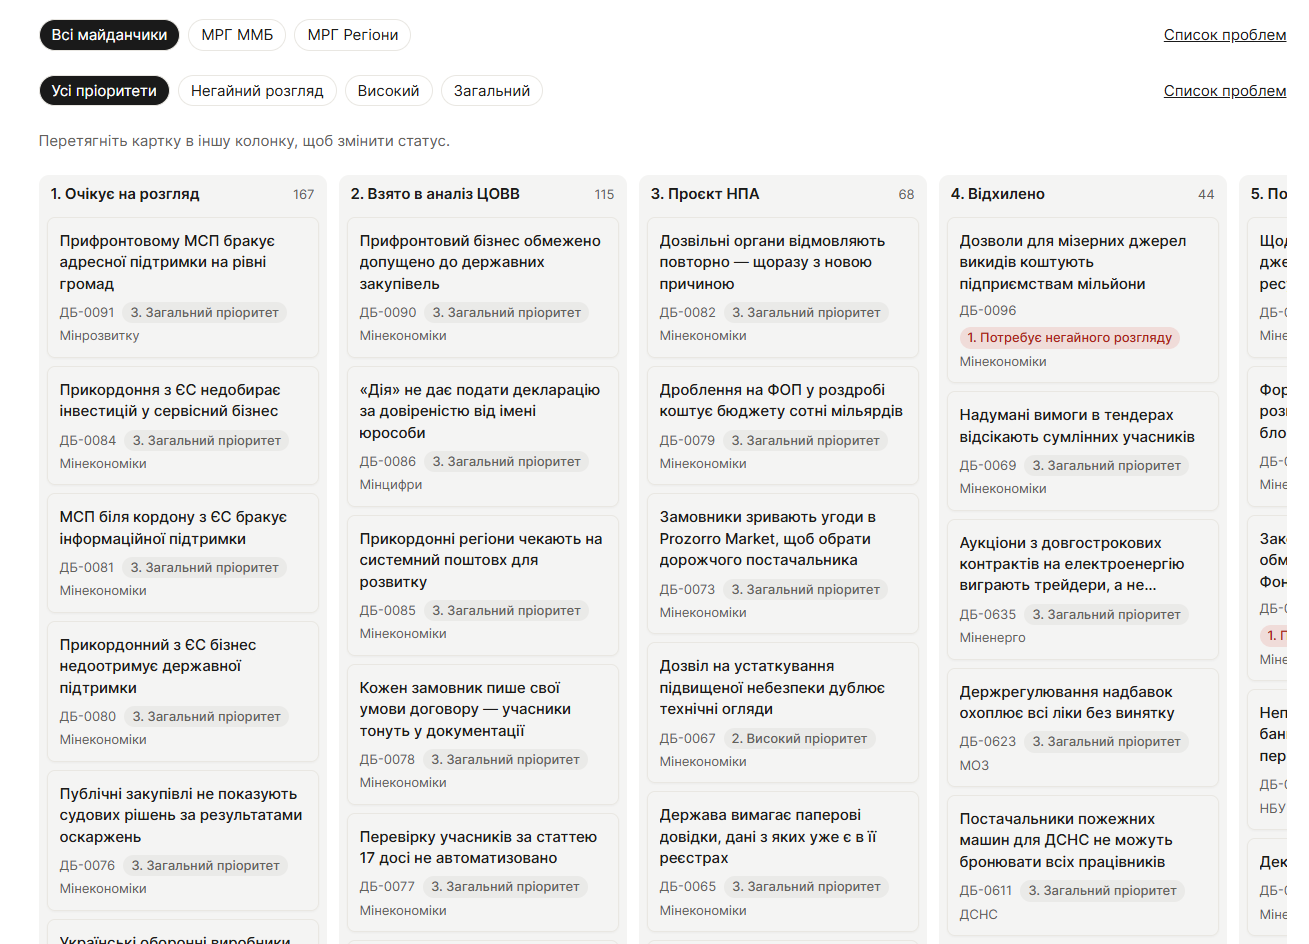 Всі майданчики МРГ ММБ МРГ Регіони Список проблем
Усі пріоритети Негайний розгляд Високий Загальний Список проблем
Перетягніть картку в іншу колонку, щоб змінити статус.
1. Очікує на розгляд 167
Прифронтовому МСП бракує
адресної підтримки на рівні
громад
ДБ-0091 3. Загальний пріоритет
Мінрозвитку
Прикордоння з ЄС недобирає
інвестицій у сервісний бізнес
ДБ-0084 3. Загальний пріоритет
Мінекономіки
МСП біля кордону з ЄС бракує
інформаційної підтримки
ДБ-0081 3. Загальний пріоритет
Мінекономіки
Прикордонний з ЄС бізнес
недоотримує державної
підтримки
ДБ-0080 3. Загальний пріоритет
Мінекономіки
Публічні закупівлі не показують
судових рішень за результатами
оскаржень
ДБ-0076 3. Загальний пріоритет
Мінекономіки
Українські оборонні виробники
2. Взято в аналіз ЦОВВ 115
Прифронтовий бізнес обмежено
допущено до державних
закупівель
ДБ-0090 3. Загальний пріоритет
Мінекономіки
«Дія» не дає подати декларацію
за довіреністю від імені
юрособи
ДБ-0086 3. Загальний пріоритет
Мінцифри
Прикордонні регіони чекають на
системний поштовх для
розвитку
ДБ-0085 3. Загальний пріоритет
Мінекономіки
Кожен замовник пише свої
умови договору — учасники
тонуть у документації
ДБ-0078 3. Загальний пріоритет
Мінекономіки
Перевірку учасників за статтею
17 досі не автоматизовано
ДБ-0077 3. Загальний пріоритет
Мінекономіки
3. Проєкт НПА 68
Дозвільні органи відмовляють
повторно — щоразу з новою
причиною
ДБ-0082 3. Загальний пріоритет
Мінекономіки
Дроблення на ФОП у роздробі
коштує бюджету сотні мільярдів
ДБ-0079 3. Загальний пріоритет
Мінекономіки
Замовники зривають угоди в
Prozorro Market, щоб обрати
дорожчого постачальника
ДБ-0073 3. Загальний пріоритет
Мінекономіки
Дозвіл на устаткування
підвищеної небезпеки дублює
технічні огляди
ДБ-0067 2. Високий пріоритет
Мінекономіки
Держава вимагає паперові
довідки, дані з яких уже є в її
реєстрах
ДБ-0065 3. Загальний пріоритет
Мінекономіки
4. Відхилено 44
Дозволи для мізерних джерел
викидів коштують
підприємствам мільйони
ДБ-0096
1. Потребує негайного розгляду
Мінекономіки
Надумані вимоги в тендерах
відсікають сумлінних учасників
ДБ-0069 3. Загальний пріоритет
Мінекономіки
Аукціони з довгострокових
контрактів на електроенергію
виграють трейдери, а не...
ДБ-0635 3. Загальний пріоритет
Міненерго
Держрегулювання надбавок
охоплює всі ліки без винятку
ДБ-0623 3. Загальний пріоритет
МОЗ
Постачальники пожежних
машин для ДСНС не можуть
бронювати всіх працівників
ДБ-0611 3. Загальний пріоритет
ДСНС
5.
НБУ